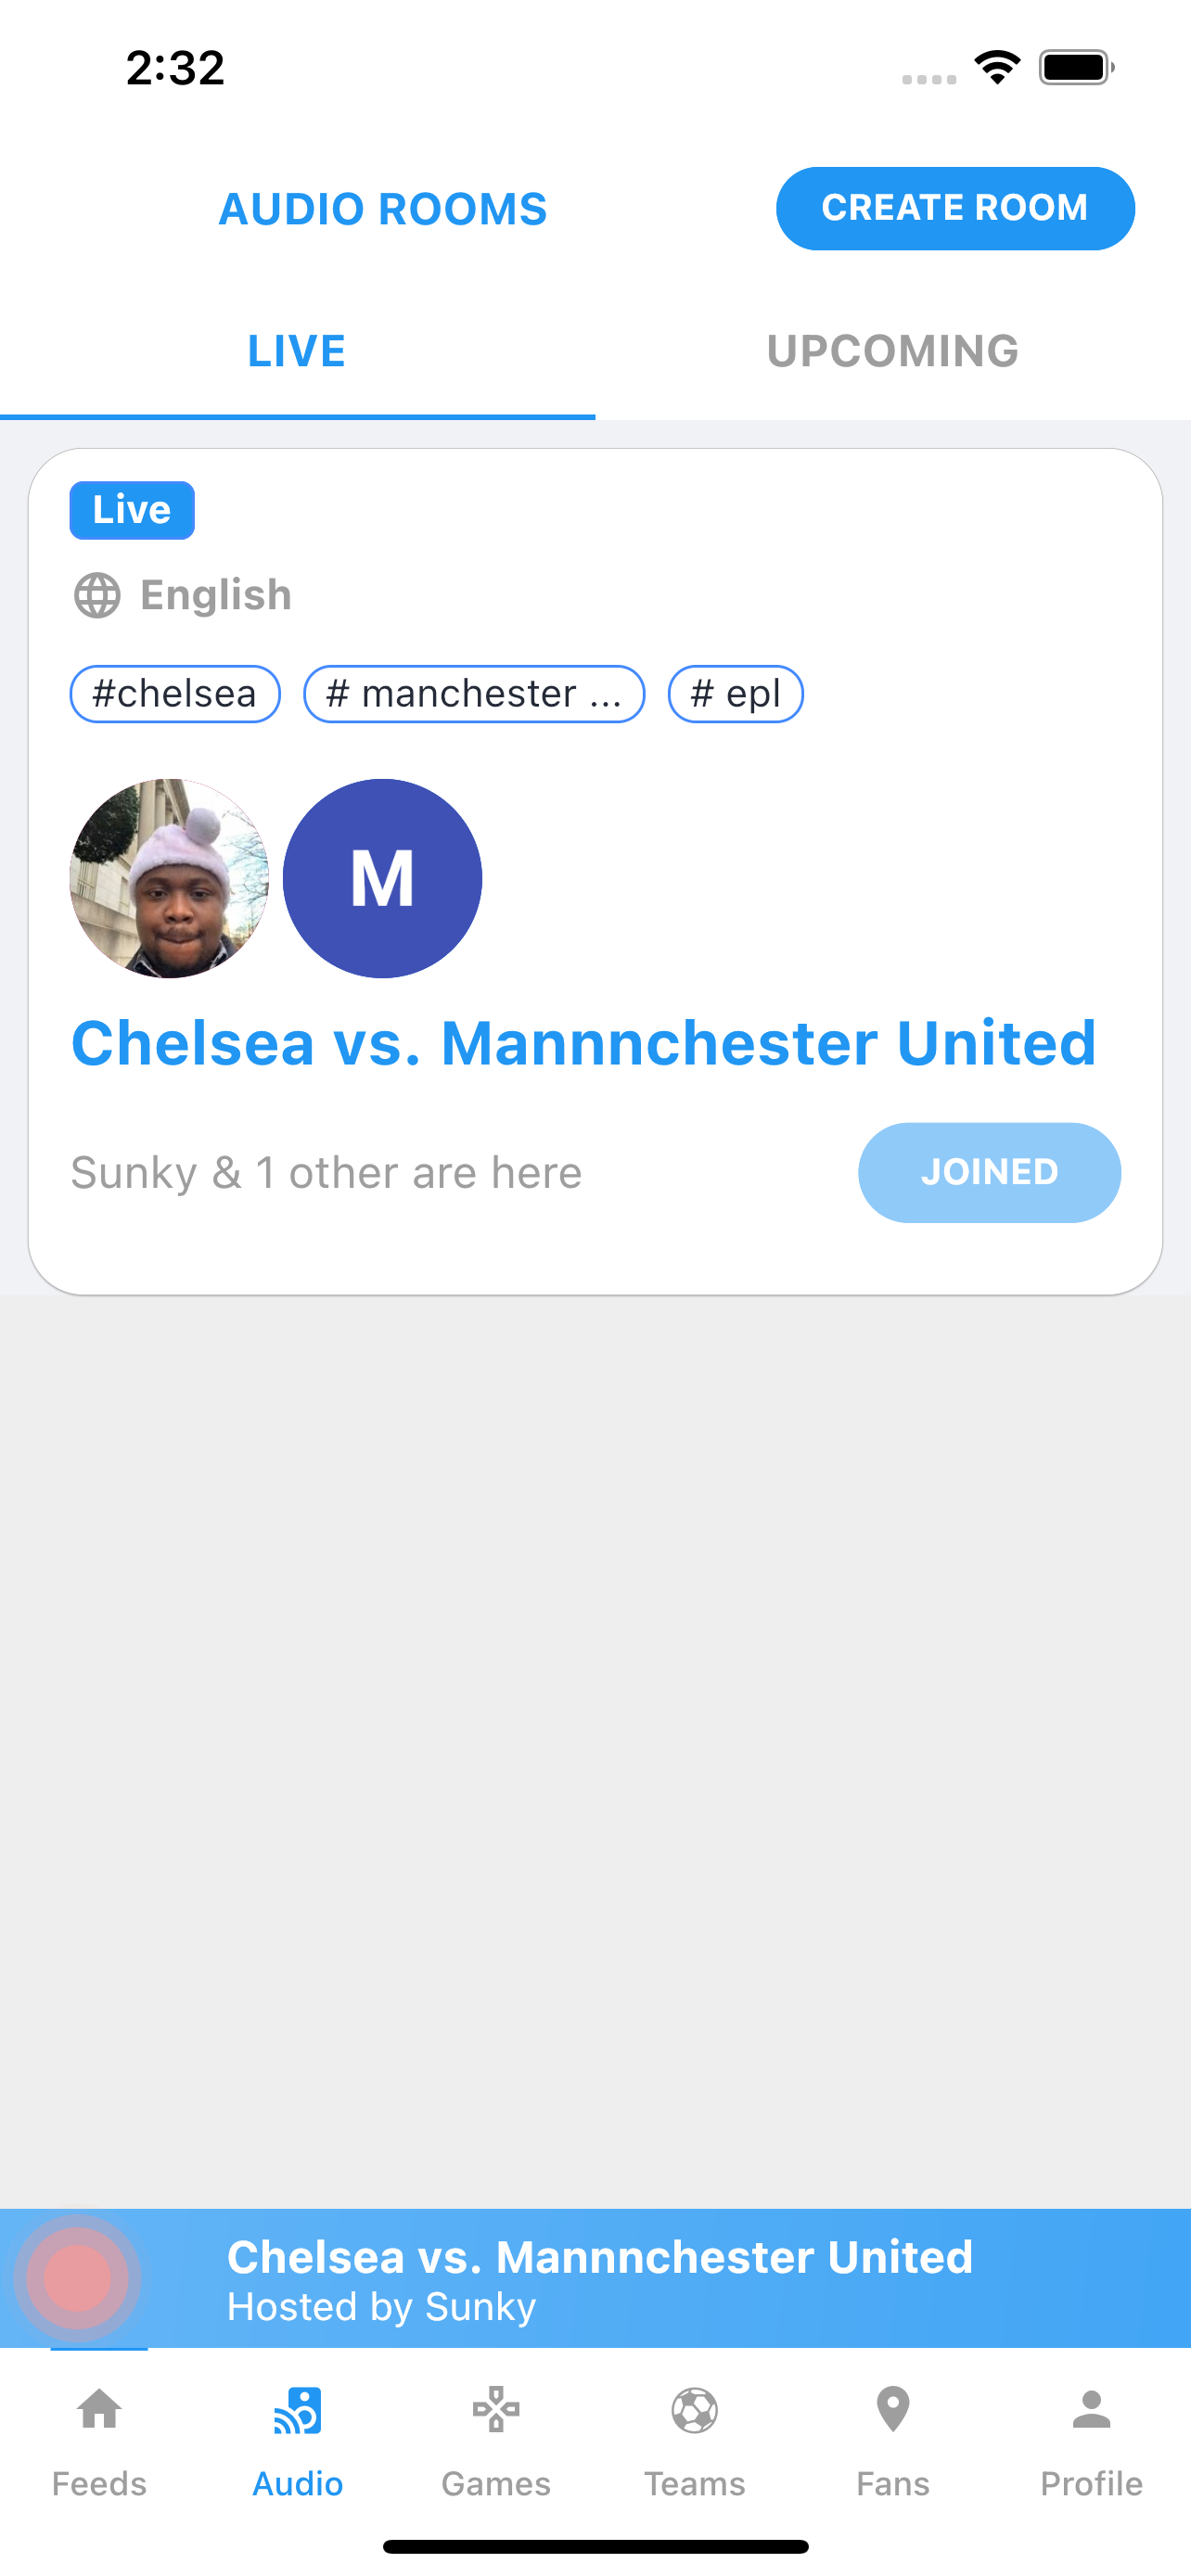 2:32
AUDIO ROOMS
CREATE ROOM
LIVE
UPCOMING
Live
English
#chelsea
# manchester ...
# epl
M
Chelsea vs. Mannnchester United
Sunky & 1 other are here
JOINED
Chelsea vs. Mannnchester United
Hosted by Sunky
Feeds
Audio
Games
Teams
Fans
Profile